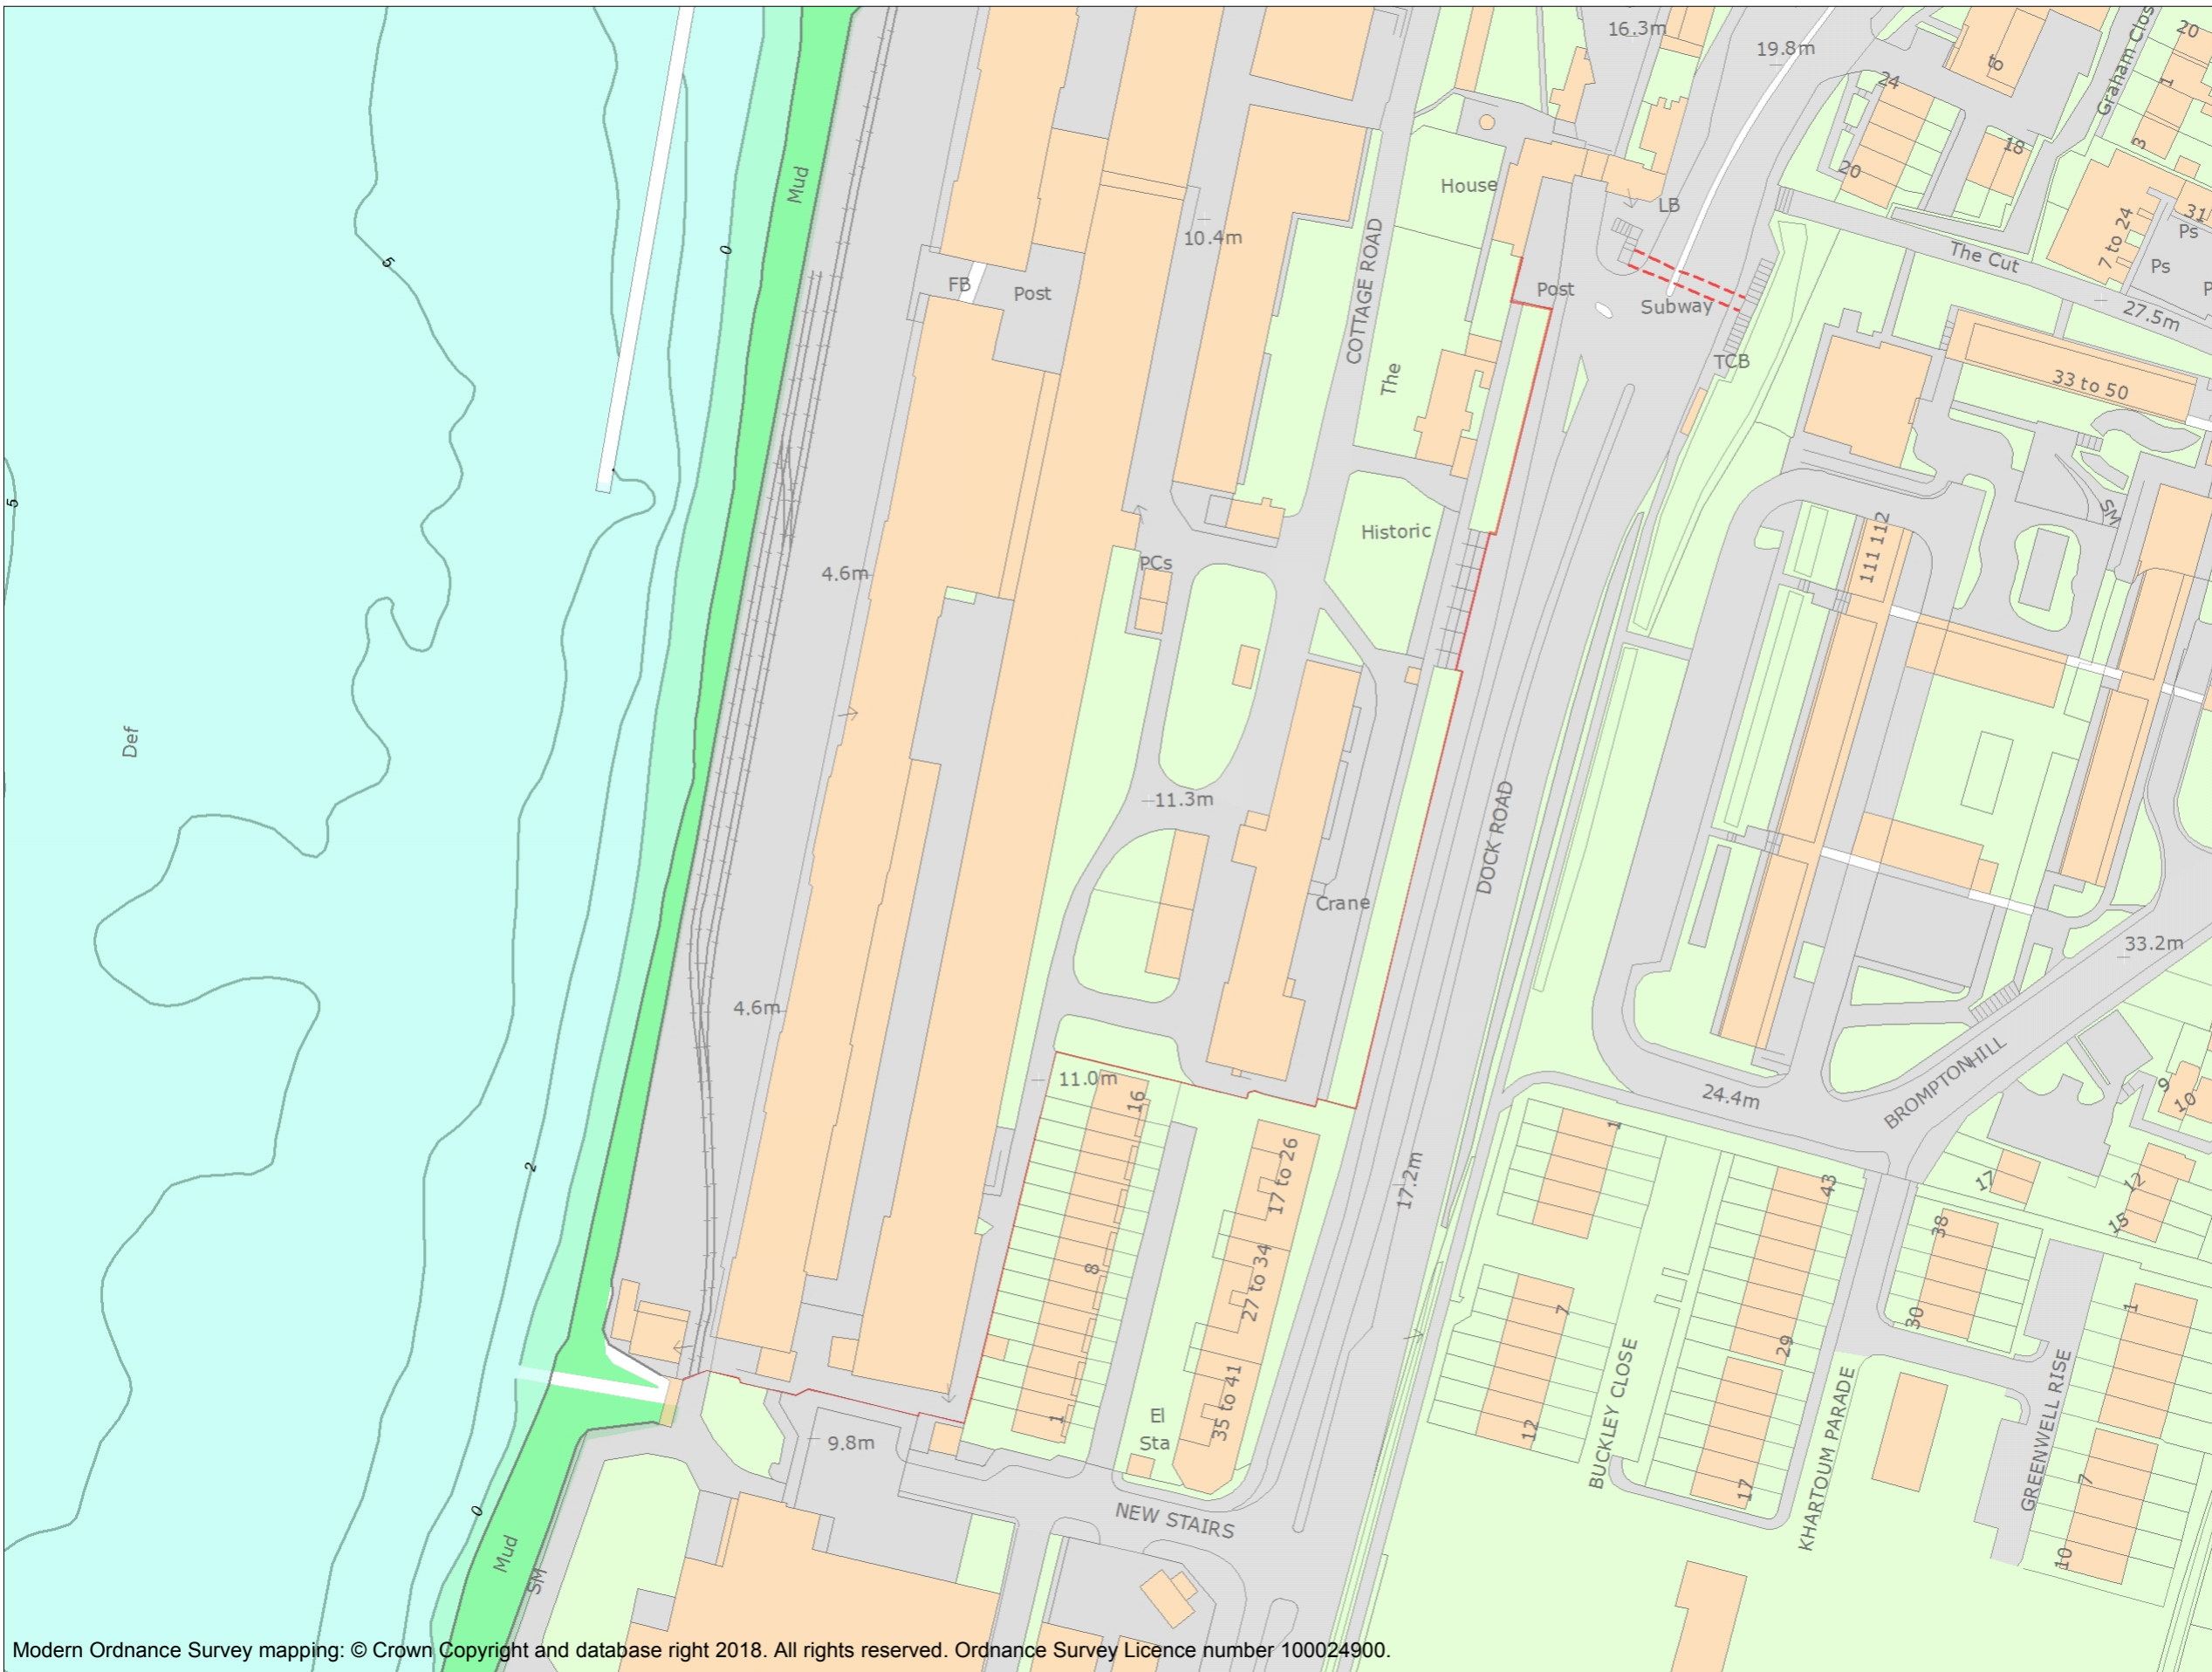 16.3m
19.8m
Graham Clos
20
1
3
24
to
18
20
Mud
0
5
House
LB
10.4m
COTTAGE ROAD
The Cut
7 to 24
31
Ps
Ps
P
FB
Post
Post
Subway
27.5m
TCB
The
33 to 50
5
Historic
SM
111 112
PCs
4.6m
Def
11.3m
DOCK ROAD
Crane
33.2m
4.6m
BROMPTON HILL
11.0m
16
24.4m
9
10
1
17 to 26
17.2m
2
43
17
12
15
38
8
27 to 34
7
30
1
29
BUCKLEY CLOSE
KHARTOUM PARADE
GREENWELL RISE
35 to 41
1
El
Sta
12
9.8m
17
7
10
NEW STAIRS
0
Mud
SM
Modern Ordnance Survey mapping: © Crown Copyright and database right 2018. All rights reserved. Ordnance Survey Licence number 100024900.